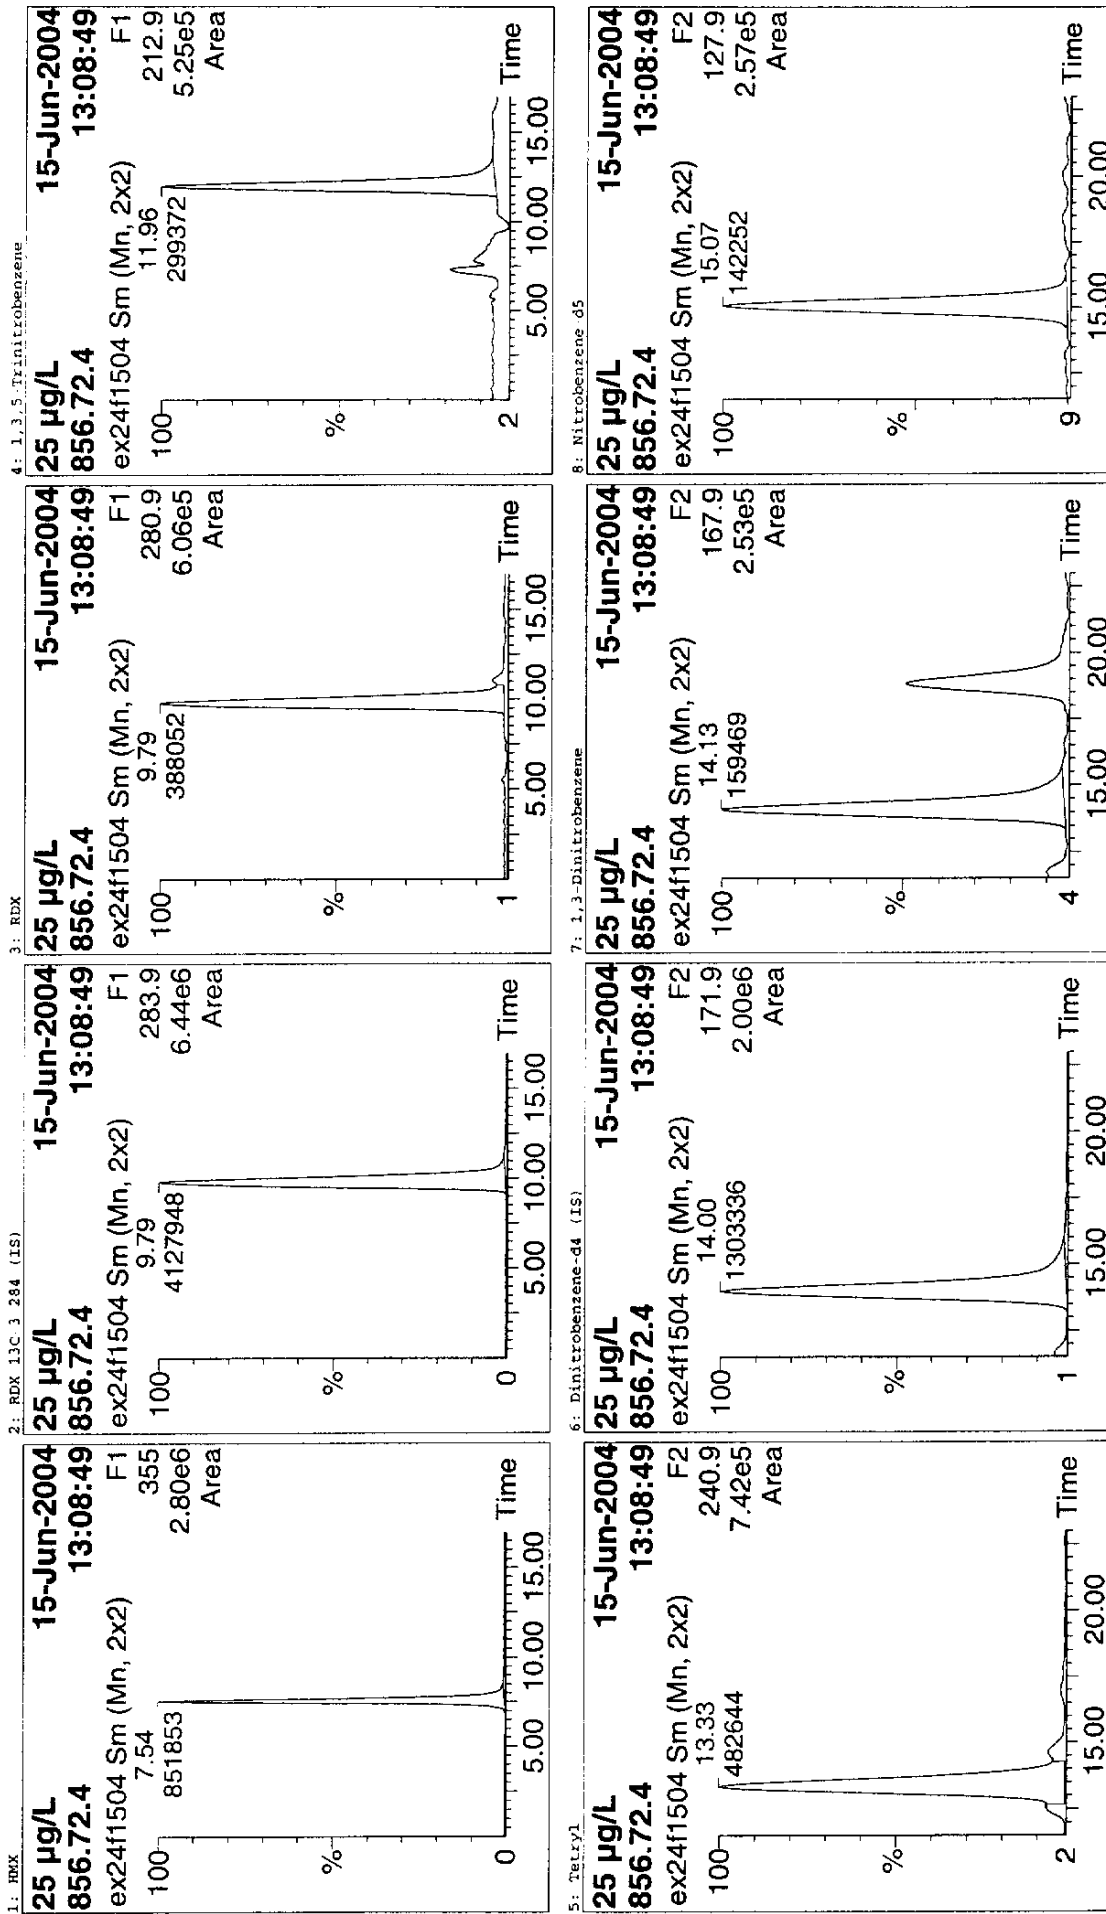 1: HMX
25 µg/L 15-Jun-2004
856.72.4 13:08:49
ex24f1504 Sm (Mn, 2x2) F1
7.54 355
851853 2.80e6
Area
100
%
0
5.00 10.00 15.00 Time
2: RDX 13C-3 284 (IS)
25 µg/L 15-Jun-2004
856.72.4 13:08:49
ex24f1504 Sm (Mn, 2x2) F1
9.79 283.9
4127948 6.44e6
Area
100
%
0
5.00 10.00 15.00 Time
3: RDX
25 µg/L 15-Jun-2004
856.72.4 13:08:49
ex24f1504 Sm (Mn, 2x2) F1
9.79 280.9
388052 6.06e5
Area
100
%
1
5.00 10.00 15.00 Time
4: 1,3,5-Trinitrobenzene
25 µg/L 15-Jun-2004
856.72.4 13:08:49
ex24f1504 Sm (Mn, 2x2) F1
11.96 212.9
299372 5.25e5
Area
100
%
2
5.00 10.00 15.00 Time
5: Tetryl
25 µg/L 15-Jun-2004
856.72.4 13:08:49
ex24f1504 Sm (Mn, 2x2) F2
13.33 240.9
482644 7.42e5
Area
100
%
2
15.00 20.00 Time
6: Dinitrobenzene-d4 (IS)
25 µg/L 15-Jun-2004
856.72.4 13:08:49
ex24f1504 Sm (Mn, 2x2) F2
14.00 171.9
1303336 2.00e6
Area
100
%
1
15.00 20.00 Time
7: 1,3-Dinitrobenzene
25 µg/L 15-Jun-2004
856.72.4 13:08:49
ex24f1504 Sm (Mn, 2x2) F2
14.13 167.9
159469 2.53e5
Area
100
%
4
15.00 20.00 Time
8: Nitrobenzene-d5
25 µg/L 15-Jun-2004
856.72.4 13:08:49
ex24f1504 Sm (Mn, 2x2) F2
15.07 127.9
142252 2.57e5
Area
100
%
9
15.00 20.00 Time